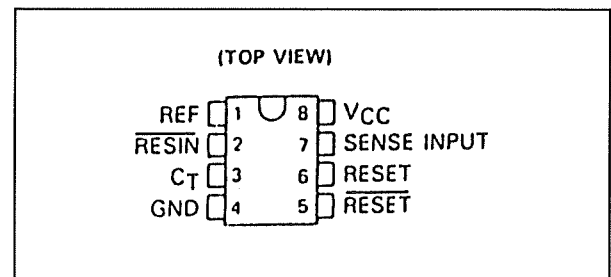 (TOP VIEW)
REF 1 8 VCC
RESIN 2 7 SENSE INPUT
CT 3 6 RESET
GND 4 5 RESET